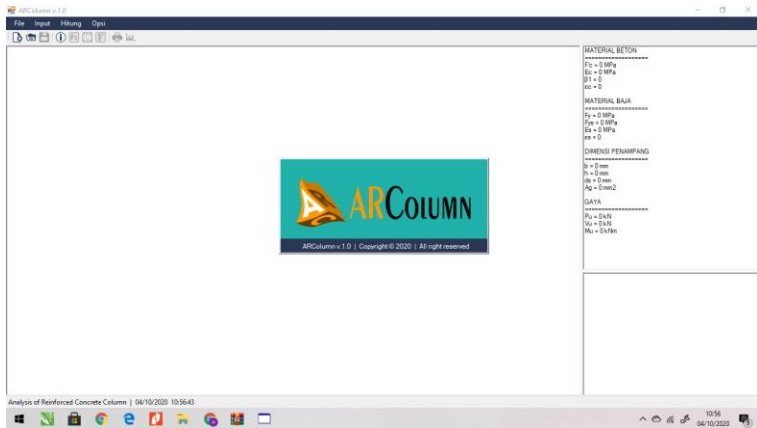 ARColumn v.1.0
File Input Hitung Opsi
MATERIAL BETON
===================
F'c = 0 MPa
Ec = 0 MPa
β1 = 0
εc = 0
MATERIAL BAJA
===================
Fy = 0 MPa
Fys = 0 MPa
Es = 0 MPa
εs = 0
DIMENSI PENAMPANG
===================
b = 0 mm
h = 0 mm
ds = 0 mm
Ag = 0 mm2
GAYA
===================
Pu = 0 kN
Vu = 0 kN
Mu = 0 kNm
ARCOLUMN
ARColumn v.1.0 | Copyright © 2020 | All right reserved
Analysis of Reinforced Concrete Column | 04/10/2020 10:56:43
10:56
04/10/2020